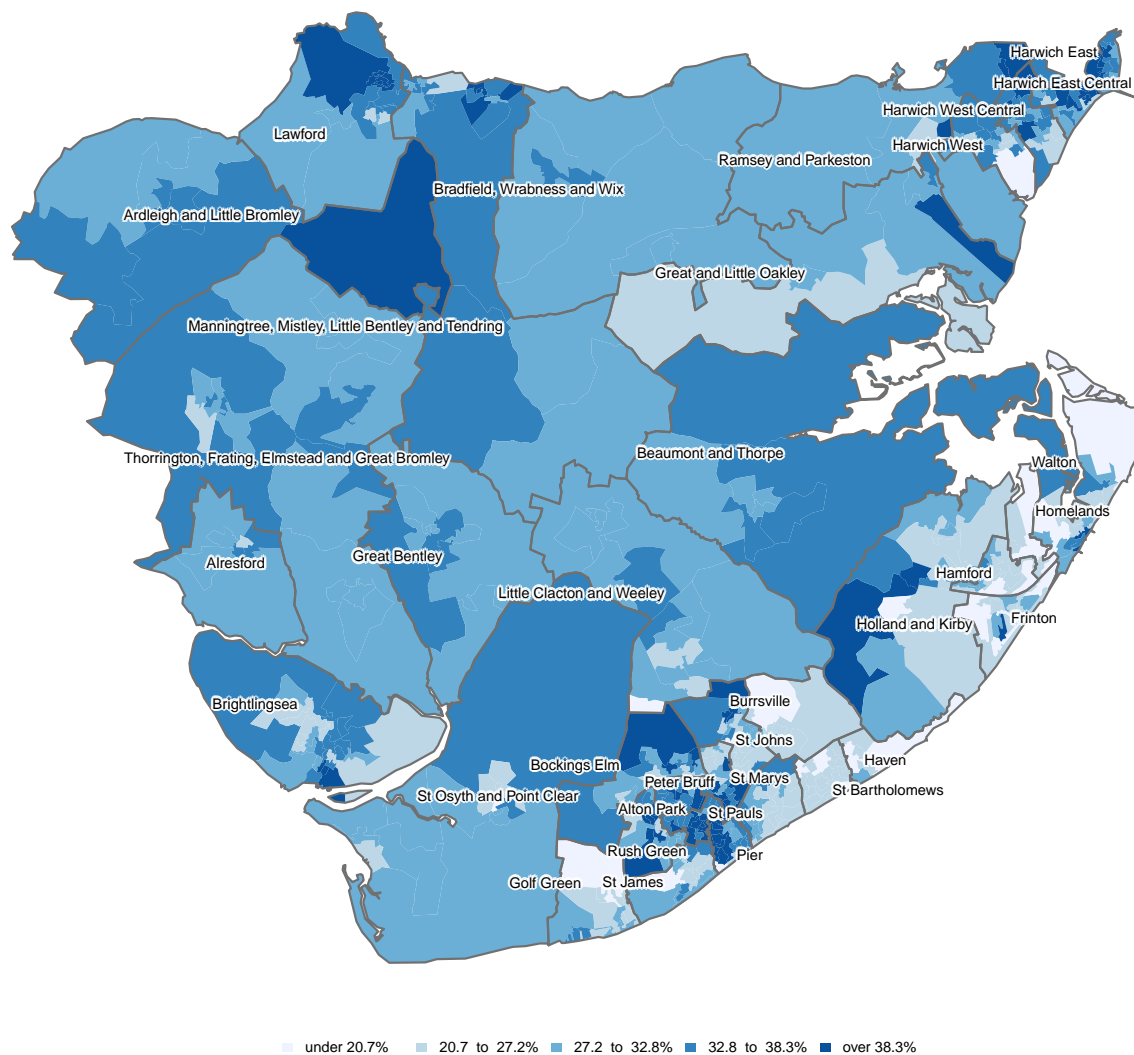 Harwich East
Harwich East Central
Harwich West Central
Lawford
Harwich West
Ramsey and Parkeston
Bradfield, Wrabness and Wix
Ardleigh and Little Bromley
Great and Little Oakley
Manningtree, Mistley, Little Bentley and Tendring
Beaumont and Thorpe
Thorrington, Frating, Elmstead and Great Bromley
Walton
Homelands
Great Bentley
Alresford
Hamford
Little Clacton and Weeley
Frinton
Holland and Kirby
Burrsville
Brightlingsea
St Johns
Haven
Bockings Elm
St Marys
Peter Bruff
St Bartholomews
St Osyth and Point Clear
Alton Park
St Pauls
Rush Green
Pier
Golf Green
St James
under 20.7% 20.7 to 27.2% 27.2 to 32.8% 32.8 to 38.3% over 38.3%